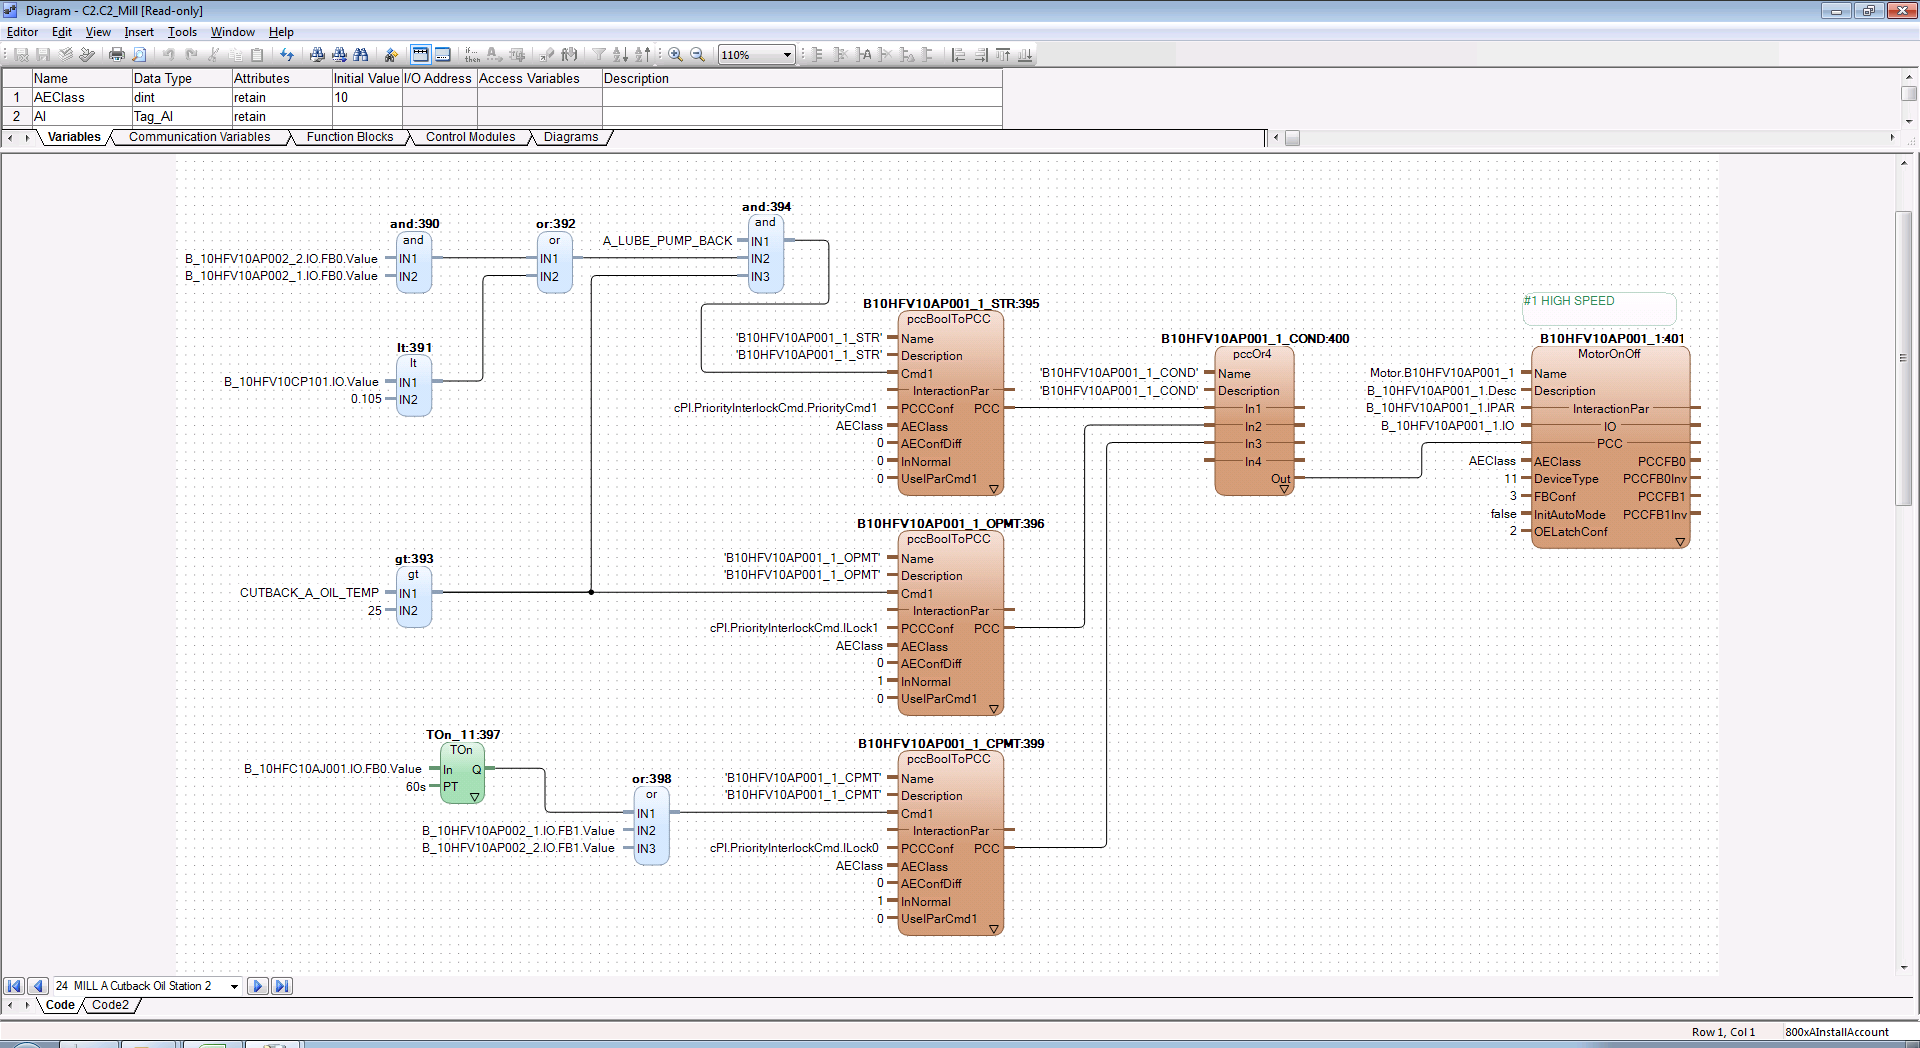 Diagram - C2.C2_Mill [Read-only]
Editor Edit View Insert Tools Window Help
110%
Name Data Type Attributes Initial Value I/O Address Access Variables Description
1 AEClass dint retain 10
2 AI Tag_AI retain
Variables Communication Variables Function Blocks Control Modules Diagrams
and:390
and
B_10HFV10AP002_2.IO.FB0.Value IN1
B_10HFV10AP002_1.IO.FB0.Value IN2
or:392
or
IN1
IN2
and:394
and
A_LUBE_PUMP_BACK IN1
IN2
IN3
lt:391
lt
B_10HFV10CP101.IO.Value IN1
0.105 IN2
gt:393
gt
CUTBACK_A_OIL_TEMP IN1
25 IN2
B10HFV10AP001_1_STR:395
pccBoolToPCC
'B10HFV10AP001_1_STR' Name
'B10HFV10AP001_1_STR' Description
Cmd1
InteractionPar
cPI.PriorityInterlockCmd.PriorityCmd1 PCCConf PCC
AEClass AEClass
0 AEConfDiff
0 InNormal
0 UseIParCmd1
B10HFV10AP001_1_OPMT:396
pccBoolToPCC
'B10HFV10AP001_1_OPMT' Name
'B10HFV10AP001_1_OPMT' Description
Cmd1
InteractionPar
cPI.PriorityInterlockCmd.ILock1 PCCConf PCC
AEClass AEClass
0 AEConfDiff
1 InNormal
0 UseIParCmd1
TOn_11:397
TOn
B_10HFC10AJ001.IO.FB0.Value In Q
60s PT
or:398
or
IN1
B_10HFV10AP002_1.IO.FB1.Value IN2
B_10HFV10AP002_2.IO.FB1.Value IN3
B10HFV10AP001_1_CPMT:399
pccBoolToPCC
'B10HFV10AP001_1_CPMT' Name
'B10HFV10AP001_1_CPMT' Description
Cmd1
InteractionPar
cPI.PriorityInterlockCmd.ILock0 PCCConf PCC
AEClass AEClass
0 AEConfDiff
1 InNormal
0 UseIParCmd1
B10HFV10AP001_1_COND:400
pccOr4
'B10HFV10AP001_1_COND' Name
'B10HFV10AP001_1_COND' Description
In1
In2
In3
In4
Out
#1 HIGH SPEED
B10HFV10AP001_1:401
MotorOnOff
Motor.B10HFV10AP001_1 Name
B_10HFV10AP001_1.Desc Description
B_10HFV10AP001_1.IPAR InteractionPar
B_10HFV10AP001_1.IO IO
PCC
AEClass AEClass PCCFB0
11 DeviceType PCCFB0Inv
3 FBConf PCCFB1
false InitAutoMode PCCFB1Inv
2 OELatchConf
24 MILL A Cutback Oil Station 2
Code Code2
Row 1, Col 1 800xAInstallAccount